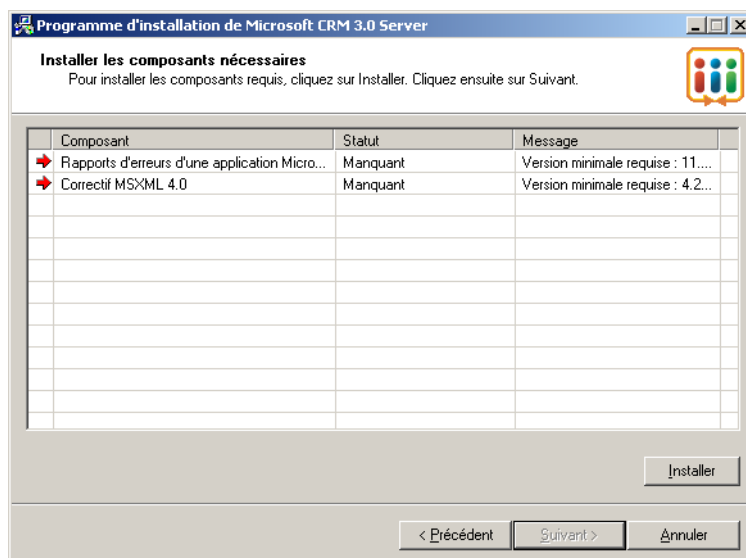 Programme d'installation de Microsoft CRM 3.0 Server
Installer les composants nécessaires
Pour installer les composants requis, cliquez sur Installer. Cliquez ensuite sur Suivant.
Composant Statut Message
Rapports d'erreurs d'une application Micro... Manquant Version minimale requise : 11....
Correctif MSXML 4.0 Manquant Version minimale requise : 4.2...
Installer
< Précédent Suivant > Annuler